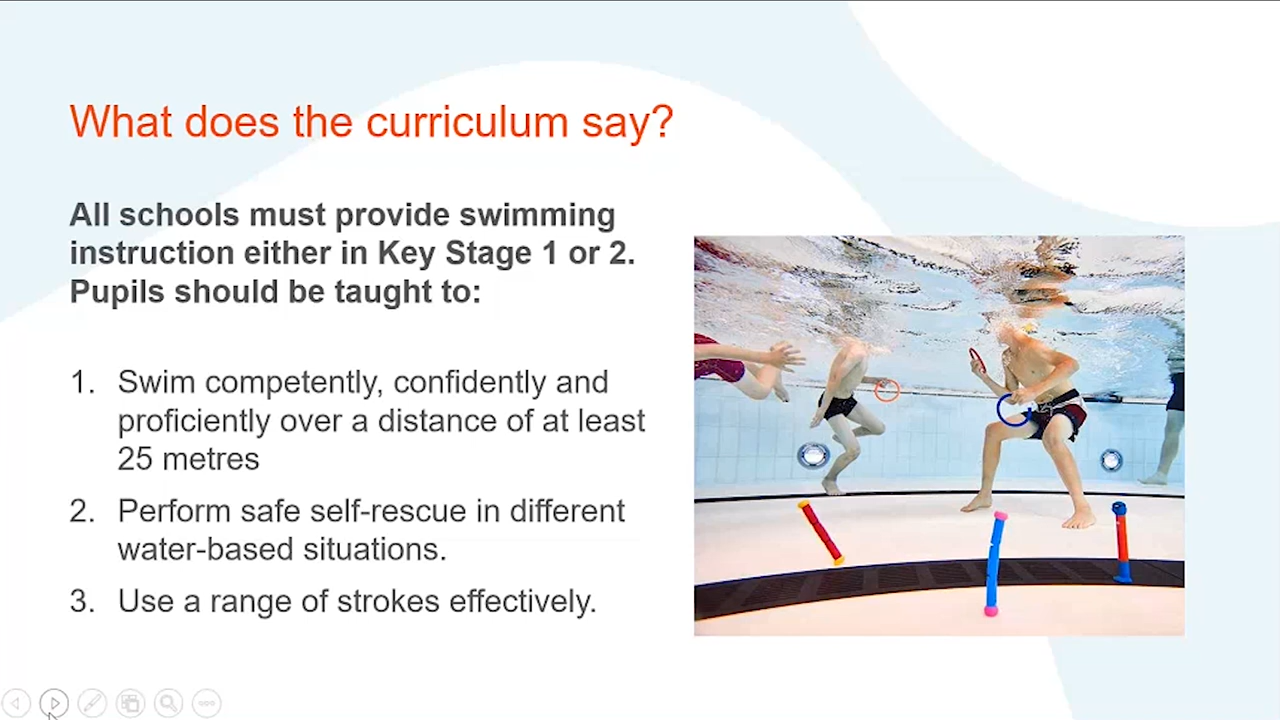 What does the curriculum say?
All schools must provide swimming
instruction either in Key Stage 1 or 2.
Pupils should be taught to:
1. Swim competently, confidently and
proficiently over a distance of at least
25 metres
2. Perform safe self-rescue in different
water-based situations.
3. Use a range of strokes effectively.